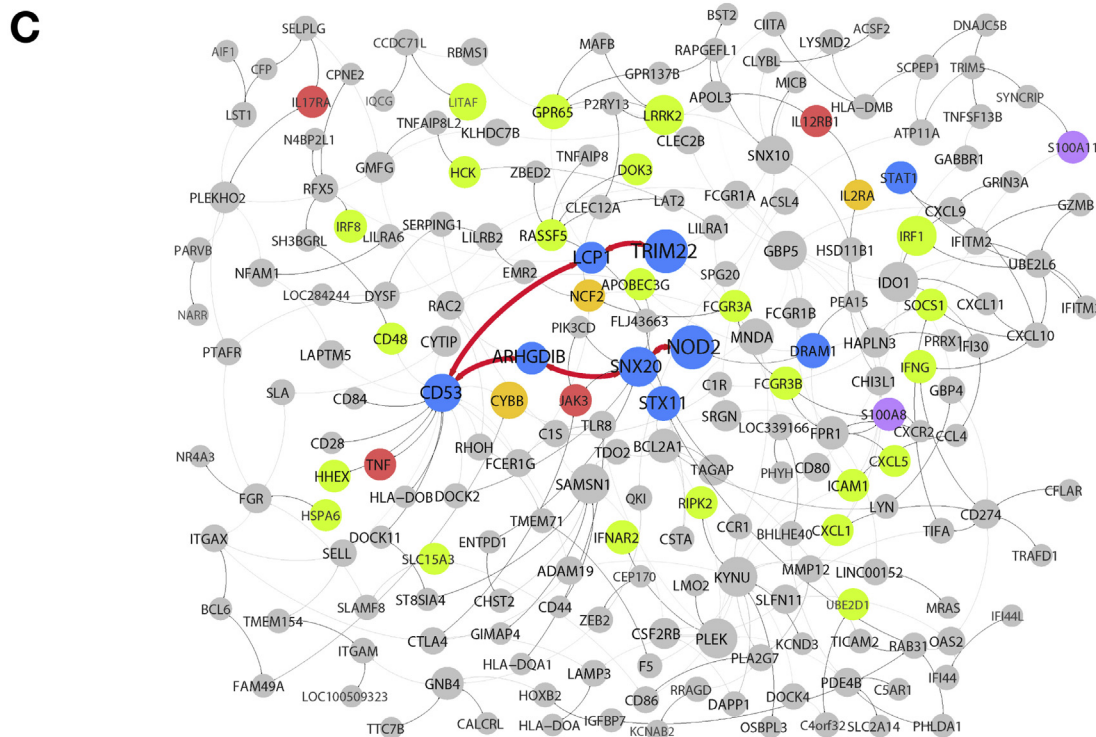 C
BST2
CIITA
ACSF2
DNAJC5B
SELPLG
CCDC71L
RBMS1
MAFB
RAPGEFL1
LYSMD2
AIF1
CFP
CPNE2
GPR137B
CLYBL
SCPEP1
TRIM5
LST1
IL17RA
IQCG
LITAF
GPR65
P2RY13
LRRK2
APOL3
MICB
HLA-DMB
SYNCRIP
N4BP2L1
TNFAIP8L2
KLHDC7B
CLEC2B
IL12RB1
ATP11A
TNFSF13B
S100A11
GMFG
HCK
ZBED2
TNFAIP8
DOK3
SNX10
GABBR1
PLEKHO2
RFX5
CLEC12A
LAT2
FCGR1A
ACSL4
IL2RA
STAT1
GRIN3A
CXCL9
GZMB
IRF8
SH3BGRL
LILRA6
SERPING1
LILRB2
RASSF5
LILRA1
GBP5
HSD11B1
IRF1
IFITM2
PARVB
NFAM1
EMR2
LCP1
TRIM22
SPG20
IDO1
UBE2L6
LOC284244
DYSF
RAC2
NCF2
APOBEC3G
FCGR3A
FCGR1B
PEA15
SOCS1
CXCL11
IFITM3
NARR
CD48
CYTIP
PIK3CD
FLJ43663
MNDA
HAPLN3
PRRX1
IFI30
CXCL10
PTAFR
LAPTM5
ARHGDIB
SNX20
NOD2
DRAM1
IFNG
SLA
CD84
CD53
CYBB
JAK3
STX11
C1R
FCGR3B
CHI3L1
GBP4
SRGN
LOC339166
S100A8
CD28
RHOH
C1S
TLR8
BCL2A1
FPR1
CXCR2
CCL4
NR4A3
HHEX
TNF
FCER1G
TDO2
TAGAP
PHYH
CD80
CXCL5
FGR
HSPA6
HLA-DOB
DOCK2
SAMSN1
QKI
RIPK2
ICAM1
LYN
CD274
CFLAR
ITGAX
SELL
DOCK11
TMEM71
IFNAR2
CSTA
CCR1
BHLHE40
CXCL1
TIFA
TRAFD1
SLC15A3
ENTPD1
ADAM19
CEP170
LMO2
KYNU
MMP12
LINC00152
BCL6
TMEM154
SLAMF8
ST8SIA4
CHST2
CD44
ZEB2
SLFN11
UBE2D1
MRAS
IFI44L
CTLA4
GIMAP4
CSF2RB
PLEK
KCND3
TICAM2
RAB31
OAS2
ITGAM
HLA-DQA1
F5
PLA2G7
FAM49A
LOC100509323
GNB4
LAMP3
CD86
RRAGD
DAPP1
DOCK4
PDE4B
C5AR1
IFI44
HOXB2
TTC7B
CALCRL
HLA-DOA
IGFBP7
KCNAB2
OSBPL3
C4orf32
SLC2A14
PHLDA1